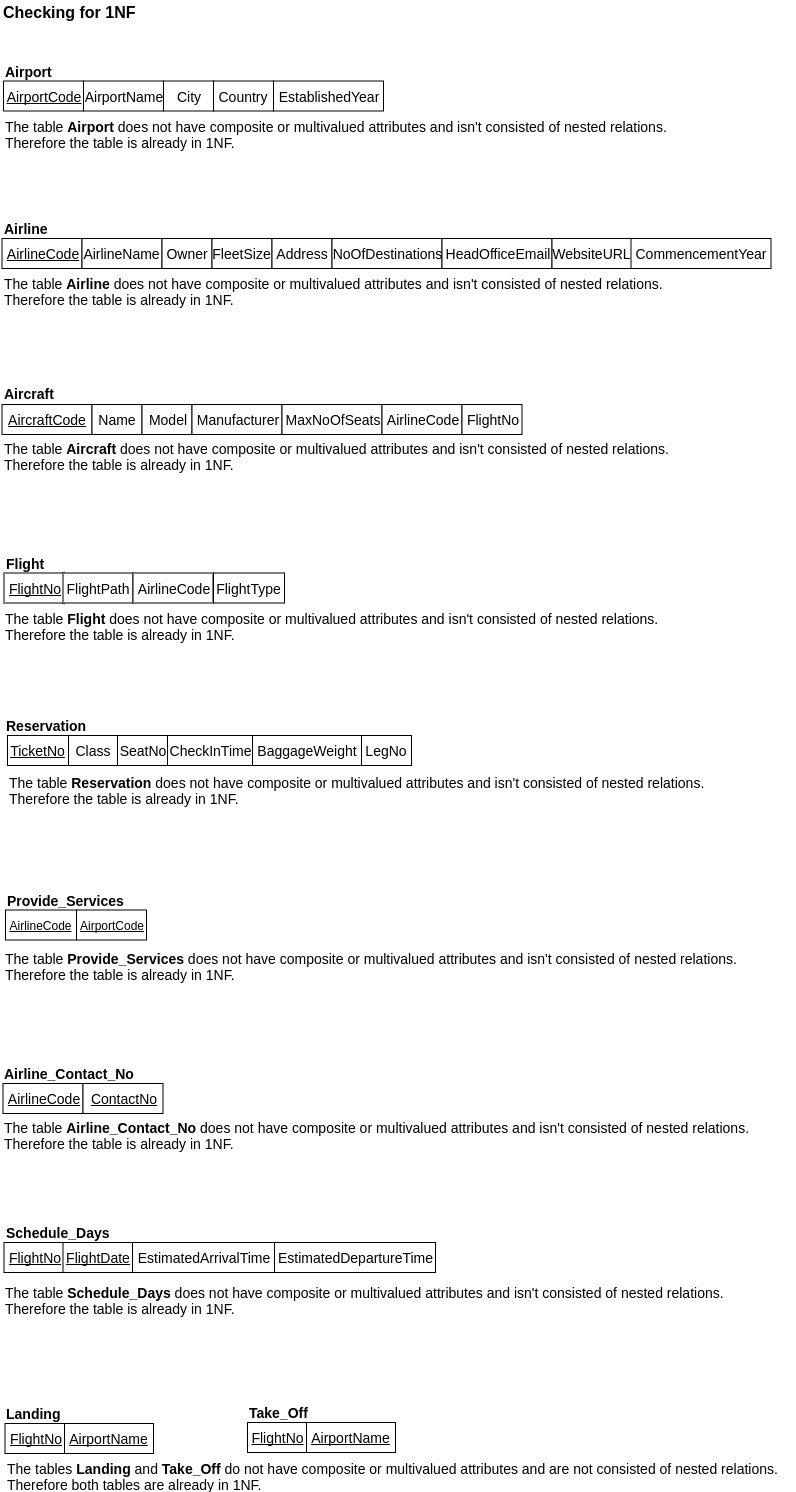 Checking for 1NF
Airport
AirportCode AirportName City Country EstablishedYear
The table Airport does not have composite or multivalued attributes and isn't consisted of nested relations.
Therefore the table is already in 1NF.
Airline
AirlineCode AirlineName Owner FleetSize Address NoOfDestinations HeadOfficeEmail WebsiteURL CommencementYear
The table Airline does not have composite or multivalued attributes and isn't consisted of nested relations.
Therefore the table is already in 1NF.
Aircraft
AircraftCode Name Model Manufacturer MaxNoOfSeats AirlineCode FlightNo
The table Aircraft does not have composite or multivalued attributes and isn't consisted of nested relations.
Therefore the table is already in 1NF.
Flight
FlightNo FlightPath AirlineCode FlightType
The table Flight does not have composite or multivalued attributes and isn't consisted of nested relations.
Therefore the table is already in 1NF.
Reservation
TicketNo Class SeatNo CheckInTime BaggageWeight LegNo
The table Reservation does not have composite or multivalued attributes and isn't consisted of nested relations.
Therefore the table is already in 1NF.
Provide_Services
AirlineCode AirportCode
The table Provide_Services does not have composite or multivalued attributes and isn't consisted of nested relations.
Therefore the table is already in 1NF.
Airline_Contact_No
AirlineCode ContactNo
The table Airline_Contact_No does not have composite or multivalued attributes and isn't consisted of nested relations.
Therefore the table is already in 1NF.
Schedule_Days
FlightNo FlightDate EstimatedArrivalTime EstimatedDepartureTime
The table Schedule_Days does not have composite or multivalued attributes and isn't consisted of nested relations.
Therefore the table is already in 1NF.
Landing Take_Off
FlightNo AirportName FlightNo AirportName
The tables Landing and Take_Off do not have composite or multivalued attributes and are not consisted of nested relations.
Therefore both tables are already in 1NF.